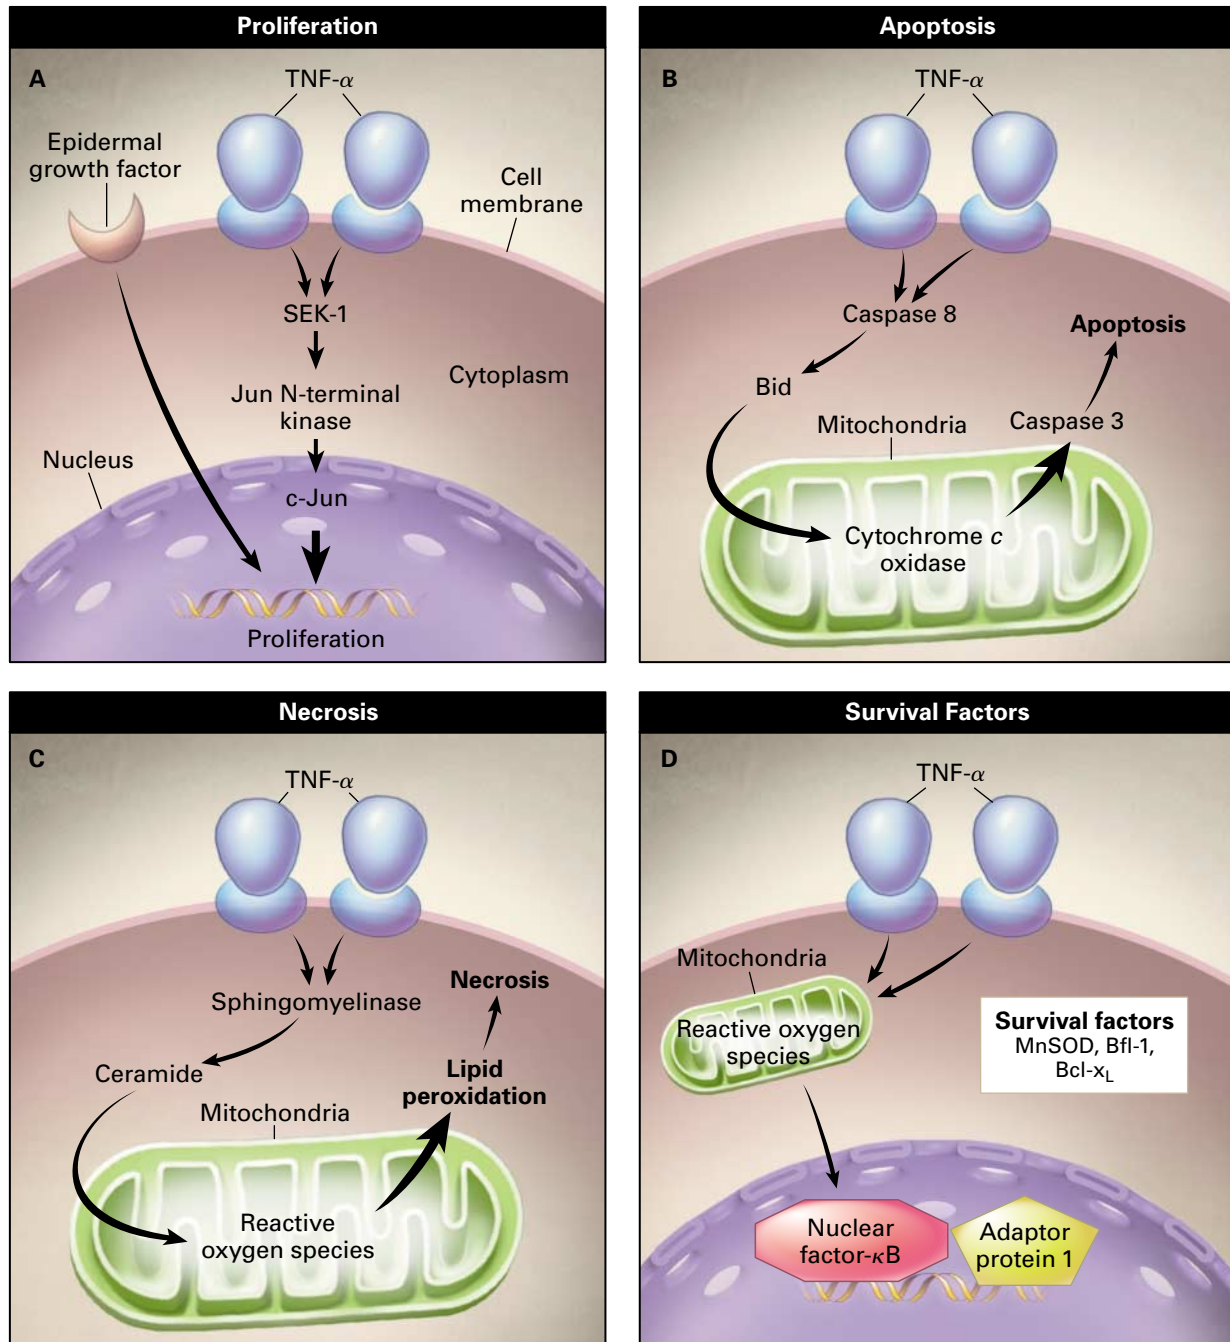 Proliferation
A
TNF-α
Epidermal
growth factor
Cell
membrane
SEK-1
Cytoplasm
Jun N-terminal
kinase
Nucleus
c-Jun
Proliferation
Apoptosis
B
TNF-α
Caspase 8
Apoptosis
Bid
Caspase 3
Mitochondria
Cytochrome c
oxidase
Necrosis
C
TNF-α
Necrosis
Sphingomyelinase
Ceramide
Lipid
peroxidation
Mitochondria
Reactive
oxygen species
Survival Factors
D
TNF-α
Mitochondria
Reactive oxygen
species
Survival factors
MnSOD, Bfl-1,
Bcl-xL
Nuclear
factor-κB
Adaptor
protein 1